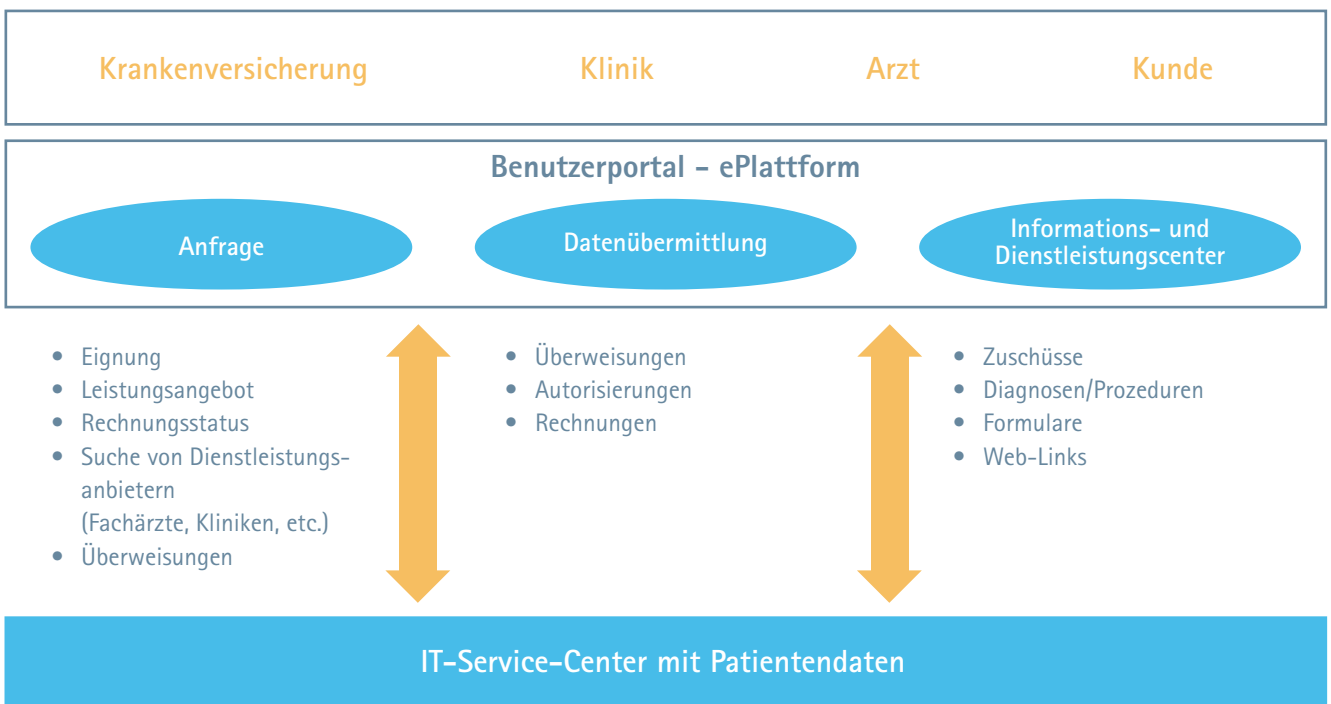 Krankenversicherung Klinik Arzt Kunde
Benutzerportal - ePlattform
Anfrage
Datenübermittlung
Informations- und
Dienstleistungscenter
• Eignung
• Leistungsangebot
• Rechnungsstatus
• Suche von Dienstleistungs-
anbietern
(Fachärzte, Kliniken, etc.)
• Überweisungen
• Überweisungen
• Autorisierungen
• Rechnungen
• Zuschüsse
• Diagnosen/Prozeduren
• Formulare
• Web-Links
IT-Service-Center mit Patientendaten